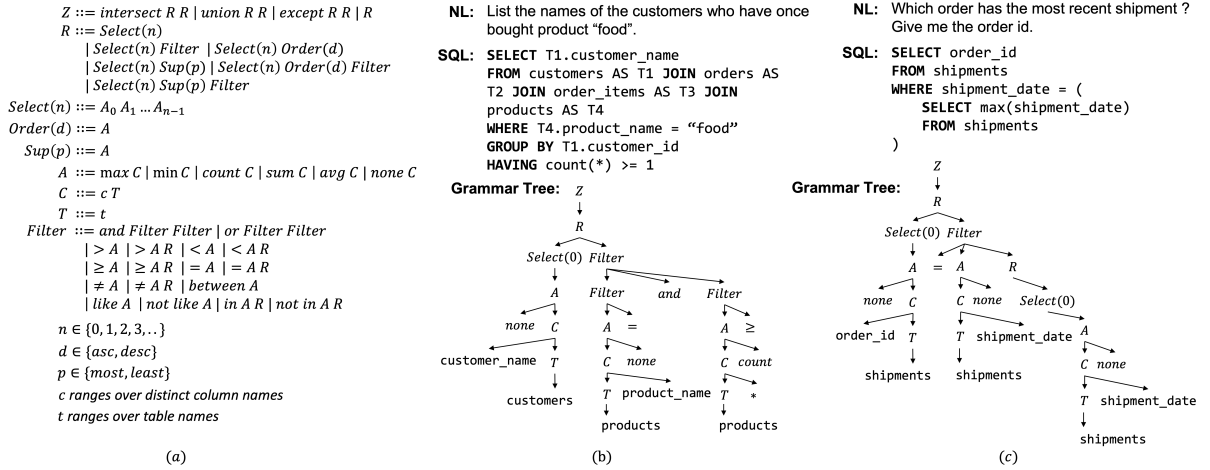 Z ::= intersect R R | union R R | except R R | R
R ::= Select(n)
| Select(n) Filter | Select(n) Order(d)
| Select(n) Sup(p) | Select(n) Order(d) Filter
| Select(n) Sup(p) Filter
Select(n) ::= A₀ A₁ … Aₙ₋₁
Order(d) ::= A
Sup(p) ::= A
A ::= max C | min C | count C | sum C | avg C | none C
C ::= c T
T ::= t
Filter ::= and Filter Filter | or Filter Filter
| > A | > A R | < A | < A R
| ≥ A | ≥ A R | = A | = A R
| ≠ A | ≠ A R | between A
| like A | not like A | in A R | not in A R
n ∈ {0, 1, 2, 3, . . }
d ∈ {asc, desc}
p ∈ {most, least}
c ranges over distinct column names
t ranges over table names
(a)
NL: List the names of the customers who have once
bought product “food”.
SQL: SELECT T1.customer_name
FROM customers AS T1 JOIN orders AS
T2 JOIN order_items AS T3 JOIN
products AS T4
WHERE T4.product_name = “food”
GROUP BY T1.customer_id
HAVING count(*) >= 1
Grammar Tree: Z
R
Select(0) Filter
A Filter and Filter
none C A = A ≥
customer_name T C none C count
customers T product_name T *
products products
(b)
NL: Which order has the most recent shipment ?
Give me the order id.
SQL: SELECT order_id
FROM shipments
WHERE shipment_date = (
SELECT max(shipment_date)
FROM shipments
)
Grammar Tree: Z
R
Select(0) Filter
A = A R
none C C none Select(0)
order_id T T shipment_date A
shipments shipments C none
T shipment_date
shipments
(c)